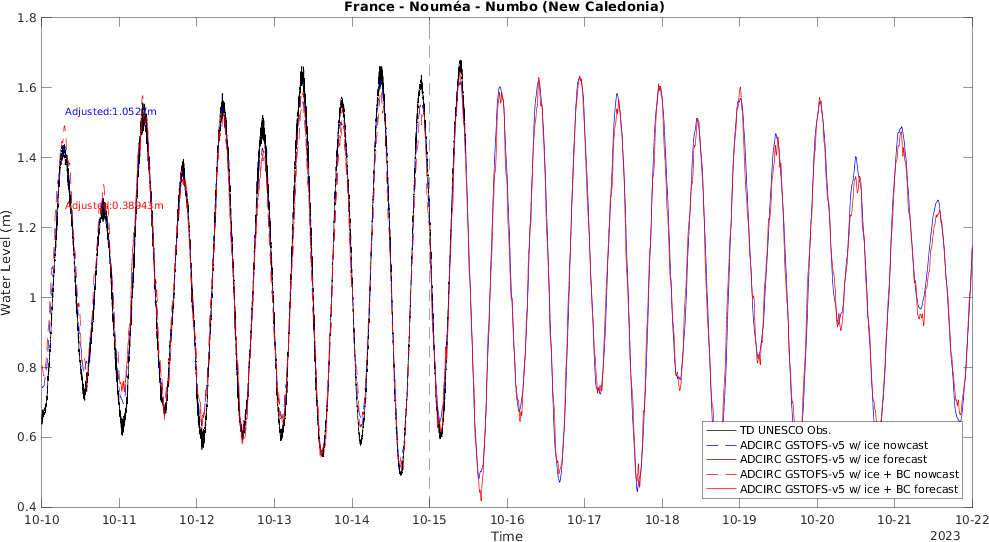 France - Nouméa - Numbo (New Caledonia)
1.8
1.6
1.4
1.2
1
0.8
0.6
0.4
Water Level (m)
Adjusted:0.38943m
TD UNESCO Obs.
ADCIRC GSTOFS-v5 w/ ice nowcast
ADCIRC GSTOFS-v5 w/ ice forecast
ADCIRC GSTOFS-v5 w/ ice + BC nowcast
ADCIRC GSTOFS-v5 w/ ice + BC forecast
10-10 10-11 10-12 10-13 10-14 10-15 10-16 10-17 10-18 10-19 10-20 10-21 10-22
Time
2023